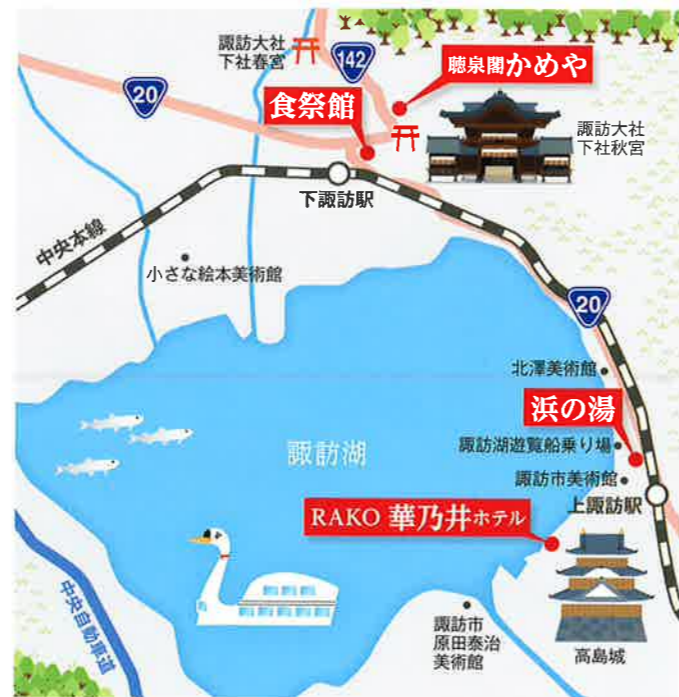 諏訪大社
下社春宮
142
聴泉閣かめや
20
食祭館
諏訪大社
下社秋宮
下諏訪駅
中央本線
小さな絵本美術館
20
北澤美術館
浜の湯
諏訪湖
諏訪湖遊覧船乗り場
諏訪市美術館
上諏訪駅
RAKO 華乃井ホテル
中央自動車道
諏訪市
原田泰治
美術館
高島城